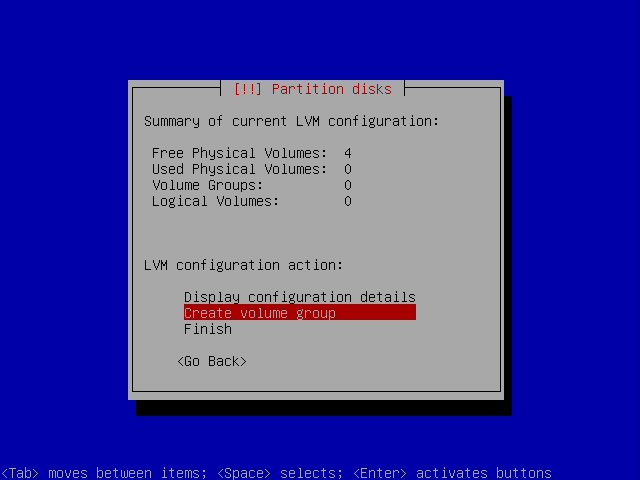 [!!] Partition disks
Summary of current LVM configuration:
Free Physical Volumes: 4
Used Physical Volumes: 0
Volume Groups: 0
Logical Volumes: 0
LVM configuration action:
Display configuration details
Create volume group
Finish
<Go Back>
<Tab> moves between items; <Space> selects; <Enter> activates buttons